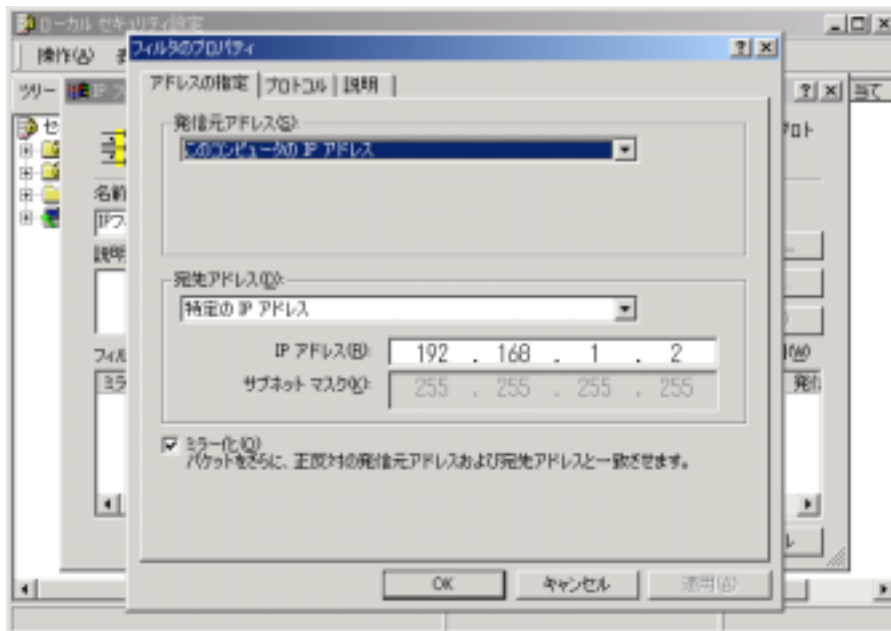 ローカル セキュリティ設定
操作(A)
フィルタのプロパティ
ツリー
当て
アドレスの指定
プロトコル
説明
発信元アドレス(S):
このコンピュータの IP アドレス
名前
説明
宛先アドレス(D):
特定の IP アドレス
IP アドレス(R):
192 . 168 . 1 . 2
サブネット マスク(K):
255 . 255 . 255 . 255
ミラー化(O)
パケットをさらに、正反対の発信元アドレスおよび宛先アドレスと一致させます。
OK
キャンセル
適用(A)